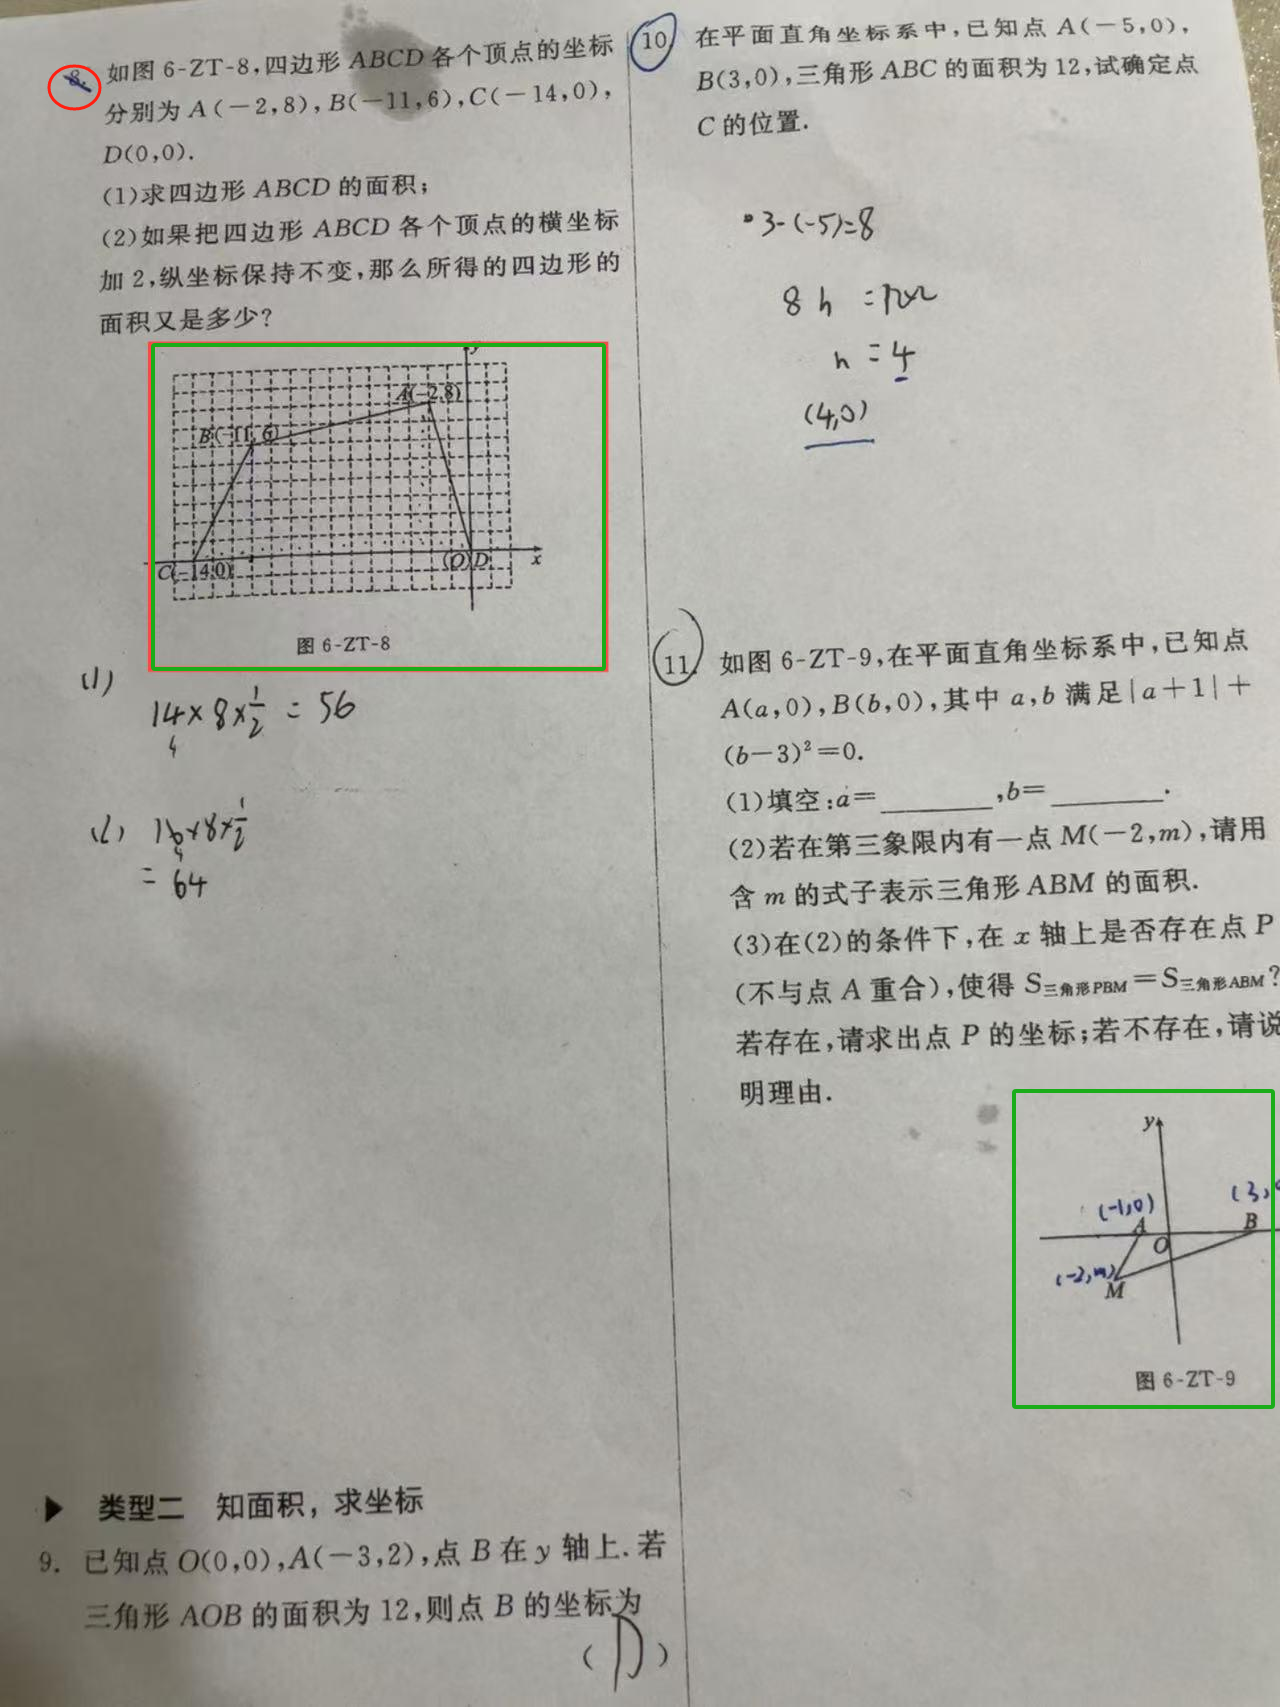 8. 如图 6-ZT-8,四边形 ABCD 各个顶点的坐标
分别为 A(-2,8),B(-11,6),C(-14,0),
D(0,0).
(1)求四边形 ABCD 的面积;
(2)如果把四边形 ABCD 各个顶点的横坐标
加 2,纵坐标保持不变,那么所得的四边形的
面积又是多少?
y
A(-2,8)
B(-11,6)
C(-14,0)
(O)D
x
图 6-ZT-8
(1)
14×8×1/2 = 56
4
(2) 16×8×1/2
4
= 64
▶ 类型二 知面积，求坐标
9. 已知点 O(0,0),A(-3,2),点 B 在 y 轴上.若
三角形 AOB 的面积为 12,则点 B 的坐标为
( D )
10. 在平面直角坐标系中,已知点 A(-5,0),
B(3,0),三角形 ABC 的面积为 12,试确定点
C 的位置.
3-(-5)=8
8 h =12×2
h = 4
(4,0)
11. 如图 6-ZT-9,在平面直角坐标系中,已知点
A(a,0),B(b,0),其中 a,b 满足|a+1|+
(b-3)²=0.
(1)填空:a=________,b=________.
(2)若在第三象限内有一点 M(-2,m),请用
含 m 的式子表示三角形 ABM 的面积.
(3)在(2)的条件下,在 x 轴上是否存在点 P
(不与点 A 重合),使得 S三角形PBM=S三角形ABM?
若存在,请求出点 P 的坐标;若不存在,请说
明理由.
y
(-1,0)
(3,
A
O
B
(-2,m)
M
图 6-ZT-9